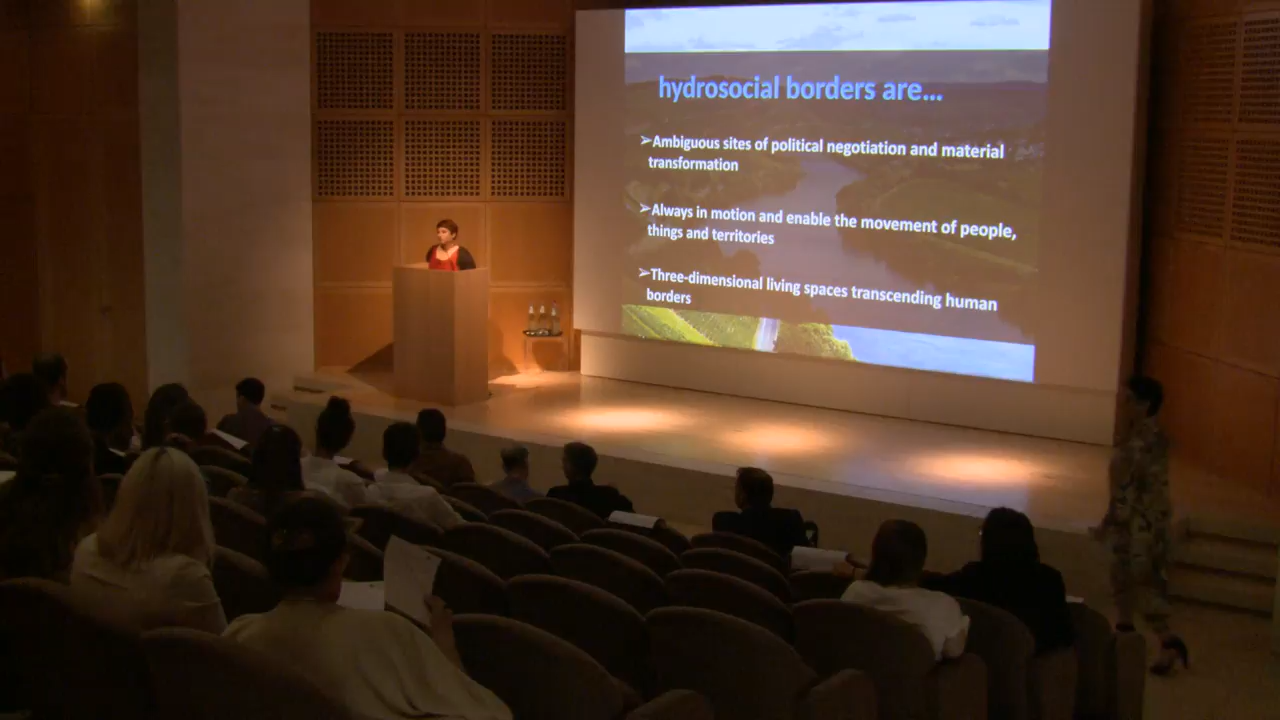 hydrosocial borders are...
➢Ambiguous sites of political negotiation and material
transformation
➢Always in motion and enable the movement of people,
things and territories
➢Three-dimensional living spaces transcending human
borders